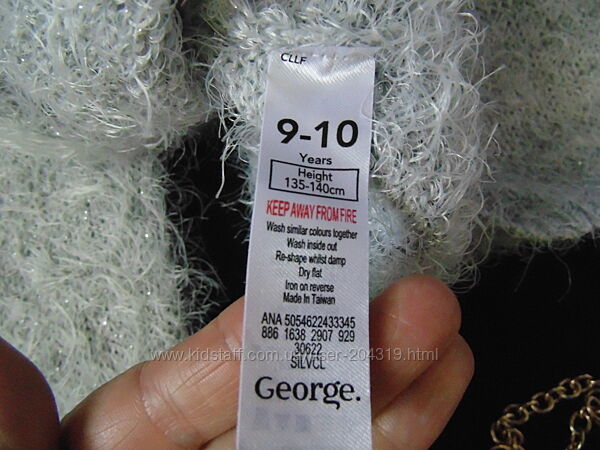 CLLF
9-10
Years
Height
135-140cm
KEEP AWAY FROM FIRE
Wash similar colours together
Wash inside out
Re-shape whilst damp
Dry flat
Iron on reverse
Made In Taiwan
ANA 5054622433345
886 1638 2907 929
30622
SILVCL
www.kidstaff.com.ua/user-204319.html
George.